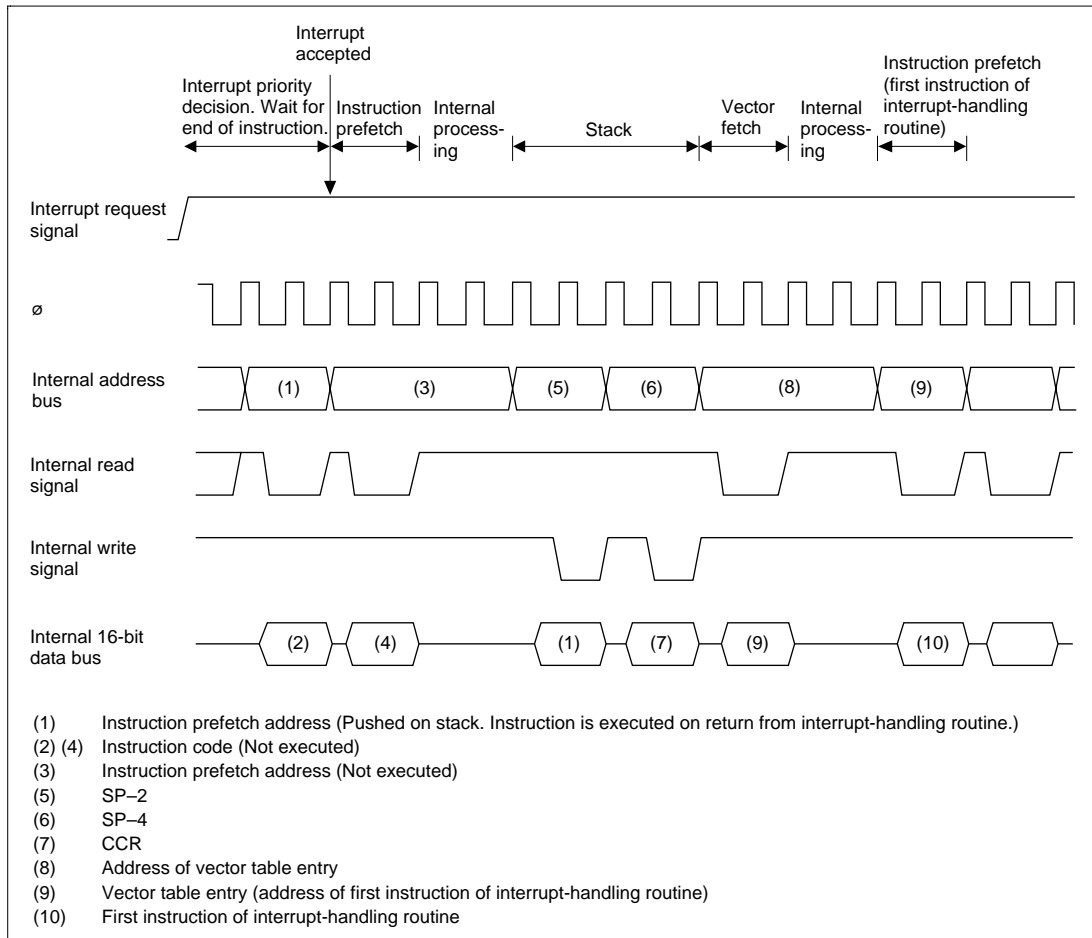 Interrupt
accepted
Interrupt priority
decision. Wait for
end of instruction.
Instruction
prefetch
Internal
process-
ing
Stack
Vector
fetch
Internal
process-
ing
Instruction prefetch
(first instruction of
interrupt-handling
routine)
Interrupt request
signal
ø
Internal address
bus
(1)
(3)
(5)
(6)
(8)
(9)
Internal read
signal
Internal write
signal
Internal 16-bit
data bus
(2)
(4)
(1)
(7)
(9)
(10)
(1) Instruction prefetch address (Pushed on stack. Instruction is executed on return from interrupt-handling routine.)
(2) (4) Instruction code (Not executed)
(3) Instruction prefetch address (Not executed)
(5) SP–2
(6) SP–4
(7) CCR
(8) Address of vector table entry
(9) Vector table entry (address of first instruction of interrupt-handling routine)
(10) First instruction of interrupt-handling routine